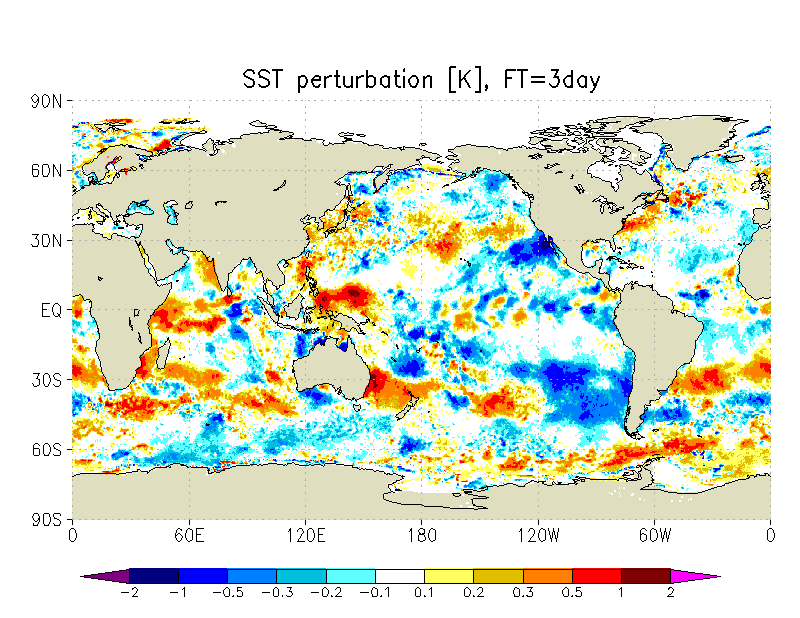 SST perturbation [K], FT=3day
90N
60N
30N
EQ
30S
60S
90S
0 60E 120E 180 120W 60W 0
-2 -1 -0.5 -0.3 -0.2 -0.1 0.1 0.2 0.3 0.5 1 2